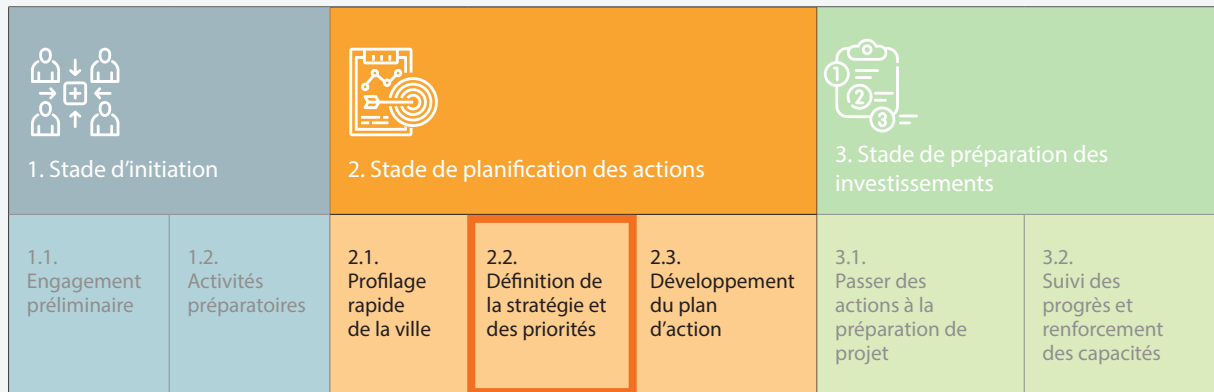 1. Stade d’initiation
2. Stade de planification des actions
1
2
3
3. Stade de préparation des
investissements
1.1.
Engagement
préliminaire
1.2.
Activités
préparatoires
2.1.
Profilage
rapide
de la ville
2.2.
Définition de
la stratégie et
des priorités
2.3.
Développement
du plan
d’action
3.1.
Passer des
actions à la
préparation de
projet
3.2.
Suivi des
progrès et
renforcement
des capacités